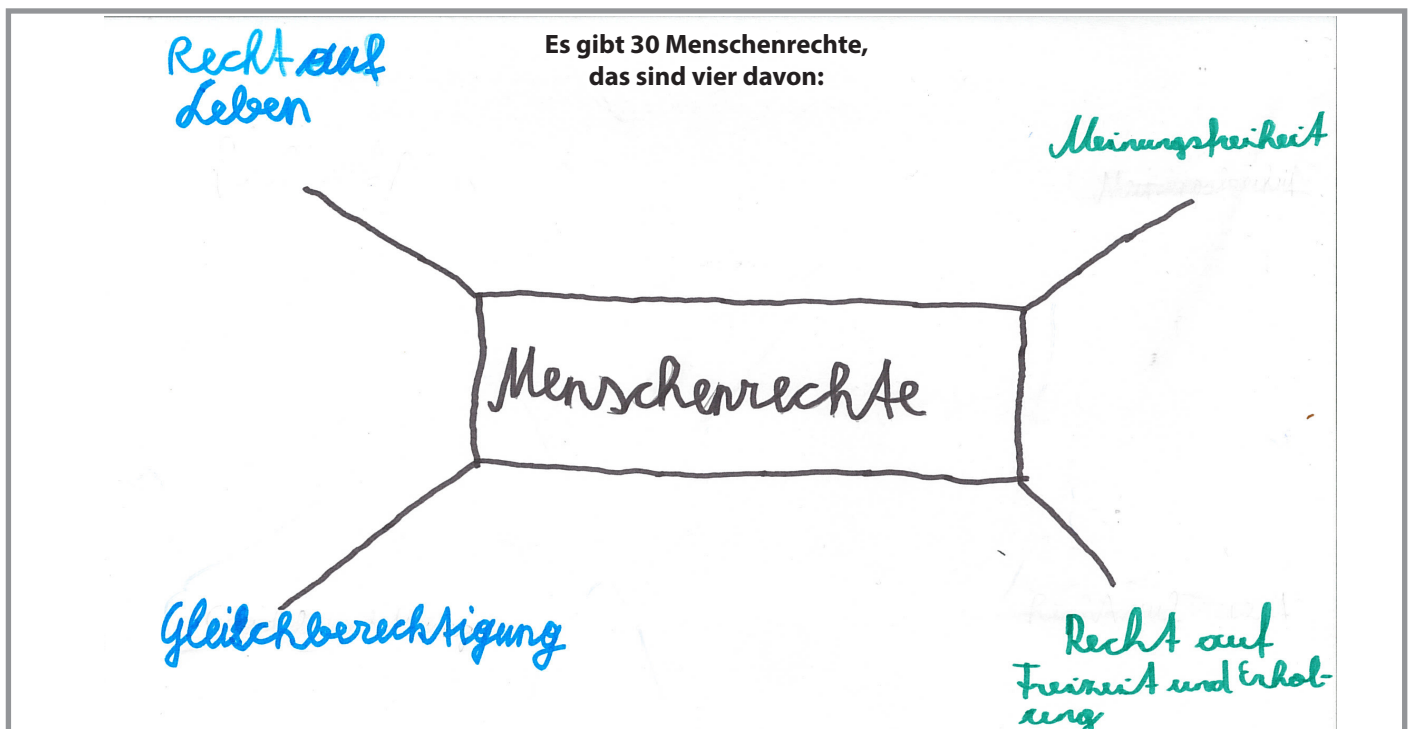 Es gibt 30 Menschenrechte,
das sind vier davon:
Recht auf
Leben
Meinungsfreiheit
Menschenrechte
Gleichberechtigung
Recht auf
Freizeit und Erhol-
ung